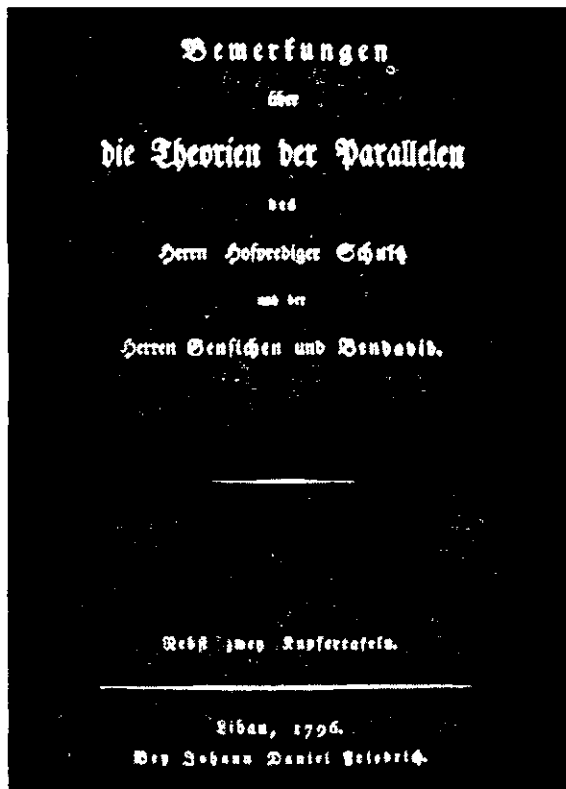 Bemerkungen
über
die Theorien der Parallelen
des
Herrn Hofprediger Schultz
und der
Herren Gensichen und Bendavid.
Nebst zwey Kupfertafeln.
Libau, 1796.
Bey Johann Daniel Friedrich.